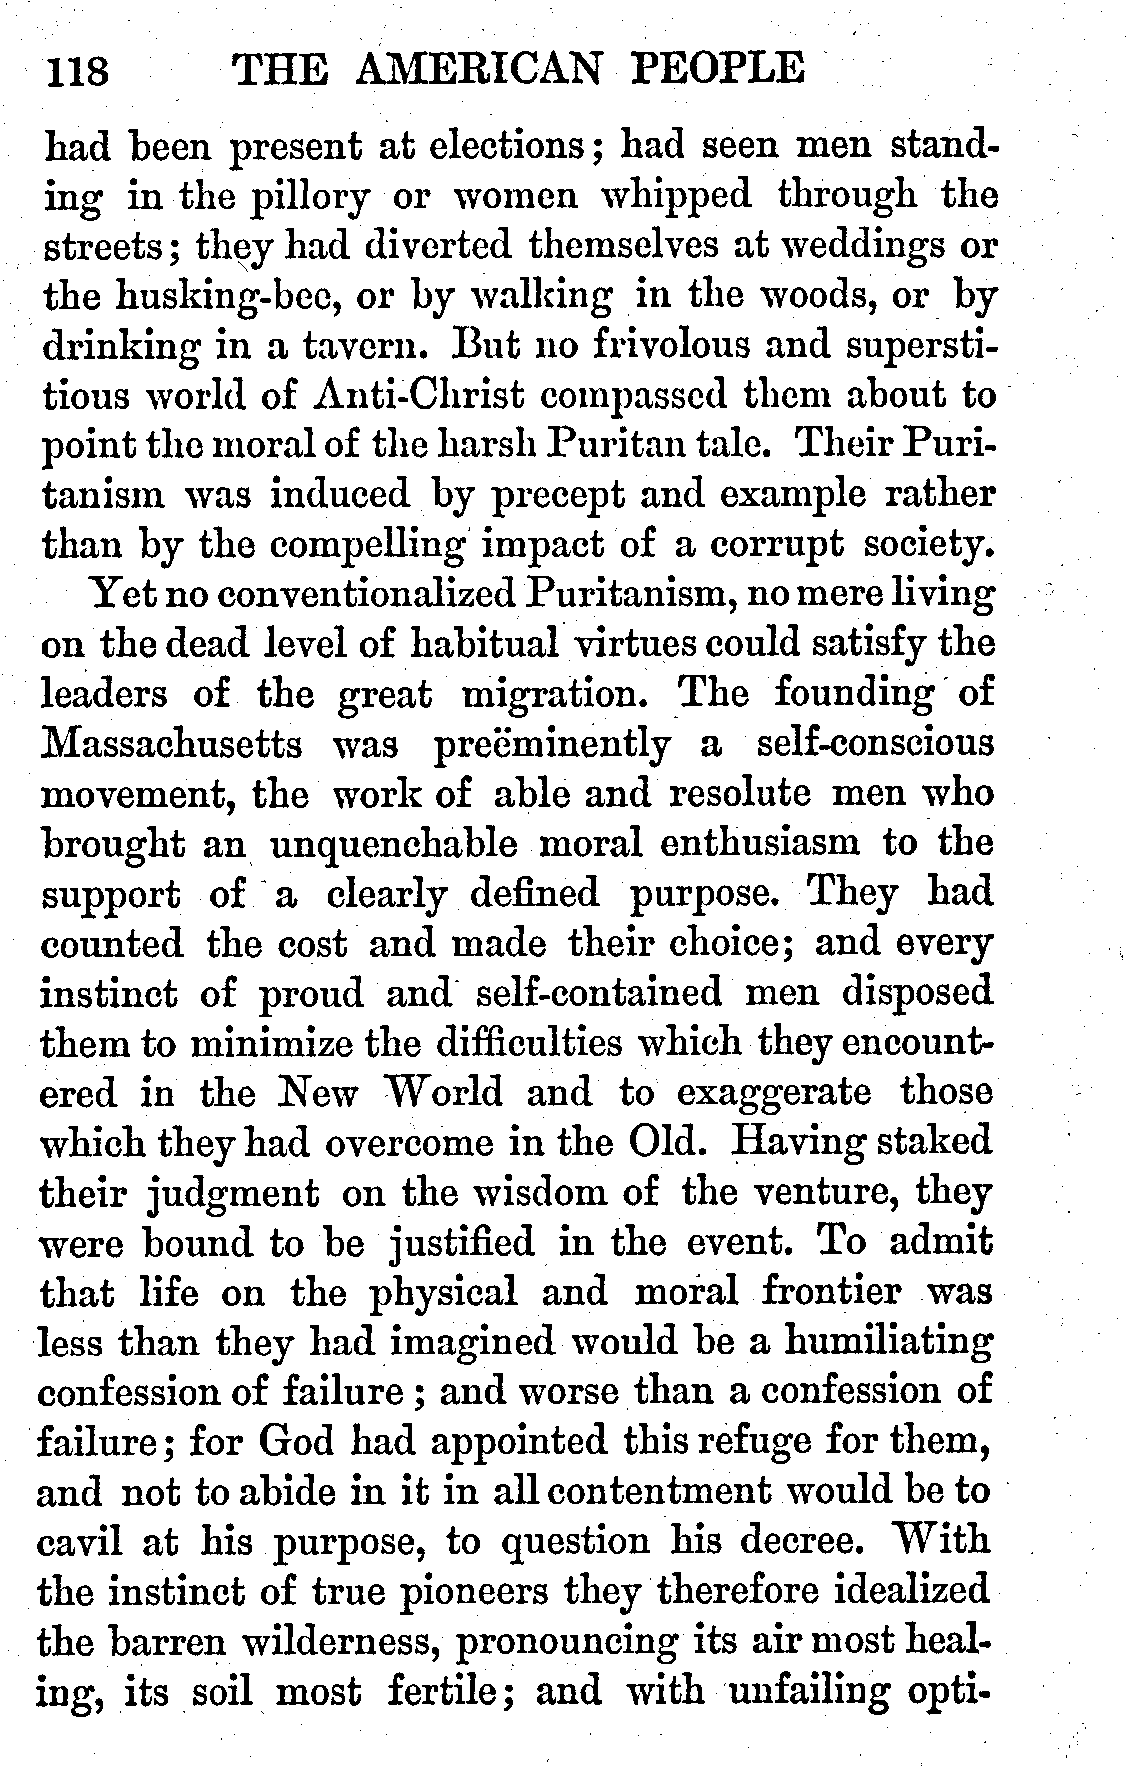 118 THE AMERICAN PEOPLE
had been present at elections; had seen men stand-
ing in the pillory or women whipped through the
streets; they had diverted themselves at weddings or
the husking-bee, or by walking in the woods, or by
drinking in a tavern. But no frivolous and supersti-
tious world of Anti-Christ compassed them about to
point the moral of the harsh Puritan tale. Their Puri-
tanism was induced by precept and example rather
than by the compelling impact of a corrupt society.
Yet no conventionalized Puritanism, no mere living
on the dead level of habitual virtues could satisfy the
leaders of the great migration. The founding of
Massachusetts was preëminently a self-conscious
movement, the work of able and resolute men who
brought an unquenchable moral enthusiasm to the
support of a clearly defined purpose. They had
counted the cost and made their choice; and every
instinct of proud and self-contained men disposed
them to minimize the difficulties which they encount-
ered in the New World and to exaggerate those
which they had overcome in the Old. Having staked
their judgment on the wisdom of the venture, they
were bound to be justified in the event. To admit
that life on the physical and moral frontier was
less than they had imagined would be a humiliating
confession of failure; and worse than a confession of
failure; for God had appointed this refuge for them,
and not to abide in it in all contentment would be to
cavil at his purpose, to question his decree. With
the instinct of true pioneers they therefore idealized
the barren wilderness, pronouncing its air most heal-
ing, its soil most fertile; and with unfailing opti-